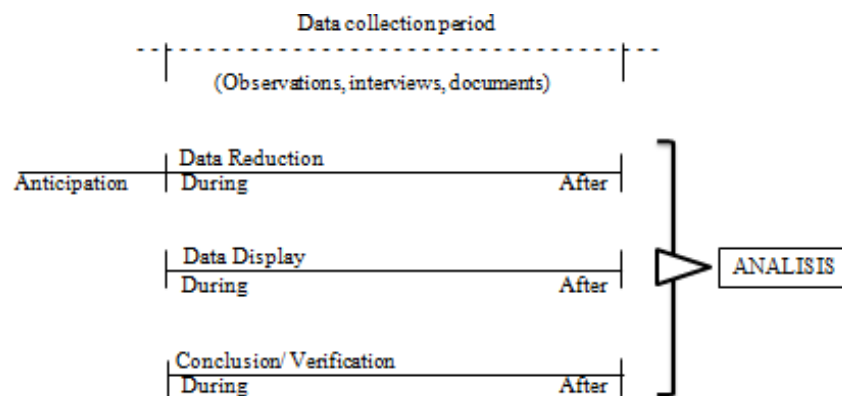 Data collection period
(Observations, interviews, documents)
Data Reduction
Anticipation During After
Data Display
During After
ANALISIS
Conclusion/ Verification
During After